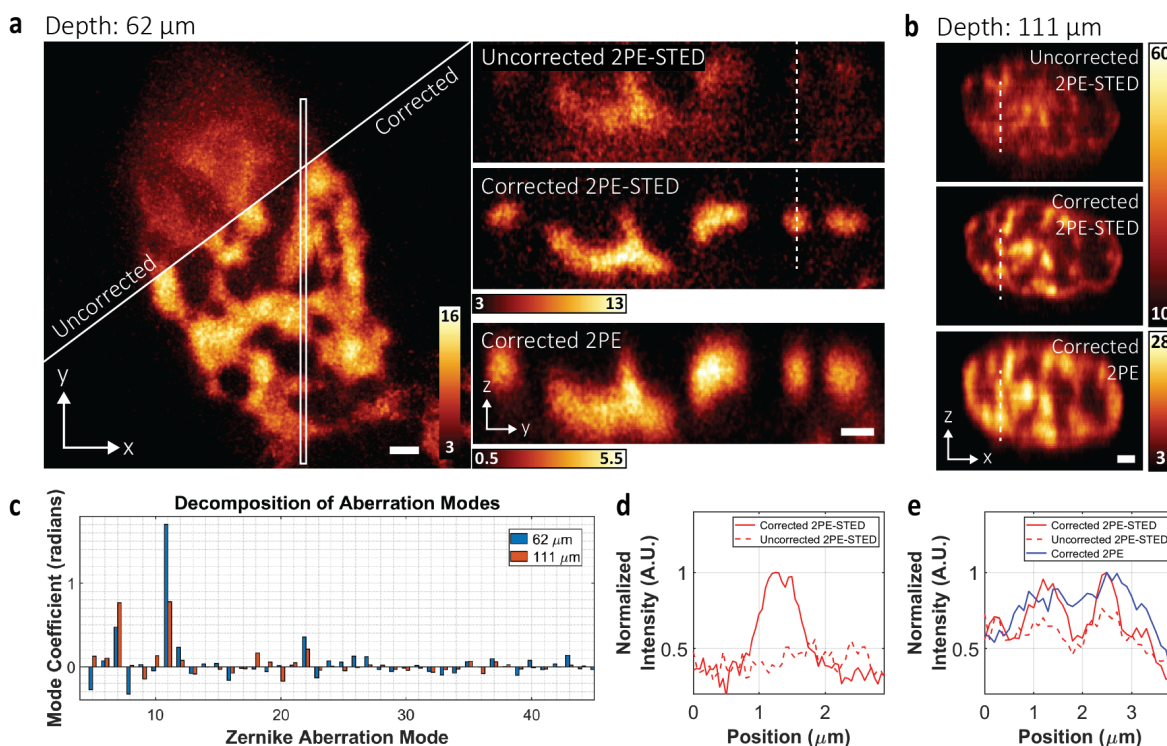 a
Depth: 62 µm
Uncorrected
Corrected
y
x
16
3
Uncorrected 2PE-STED
Corrected 2PE-STED
3
13
Corrected 2PE
z
y
0.5
5.5
b
Depth: 111 µm
Uncorrected
2PE-STED
60
Corrected
2PE-STED
10
Corrected
2PE
28
z
x
3
c
Decomposition of Aberration Modes
Mode Coefficient (radians)
62 µm
111 µm
1
0
10
20
30
40
Zernike Aberration Mode
d
Corrected 2PE-STED
Uncorrected 2PE-STED
Normalized
Intensity (A.U.)
1
0.5
0
1
2
Position (µm)
e
Corrected 2PE-STED
Uncorrected 2PE-STED
Corrected 2PE
Normalized
Intensity (A.U.)
1
0.5
0
1
2
3
Position (µm)